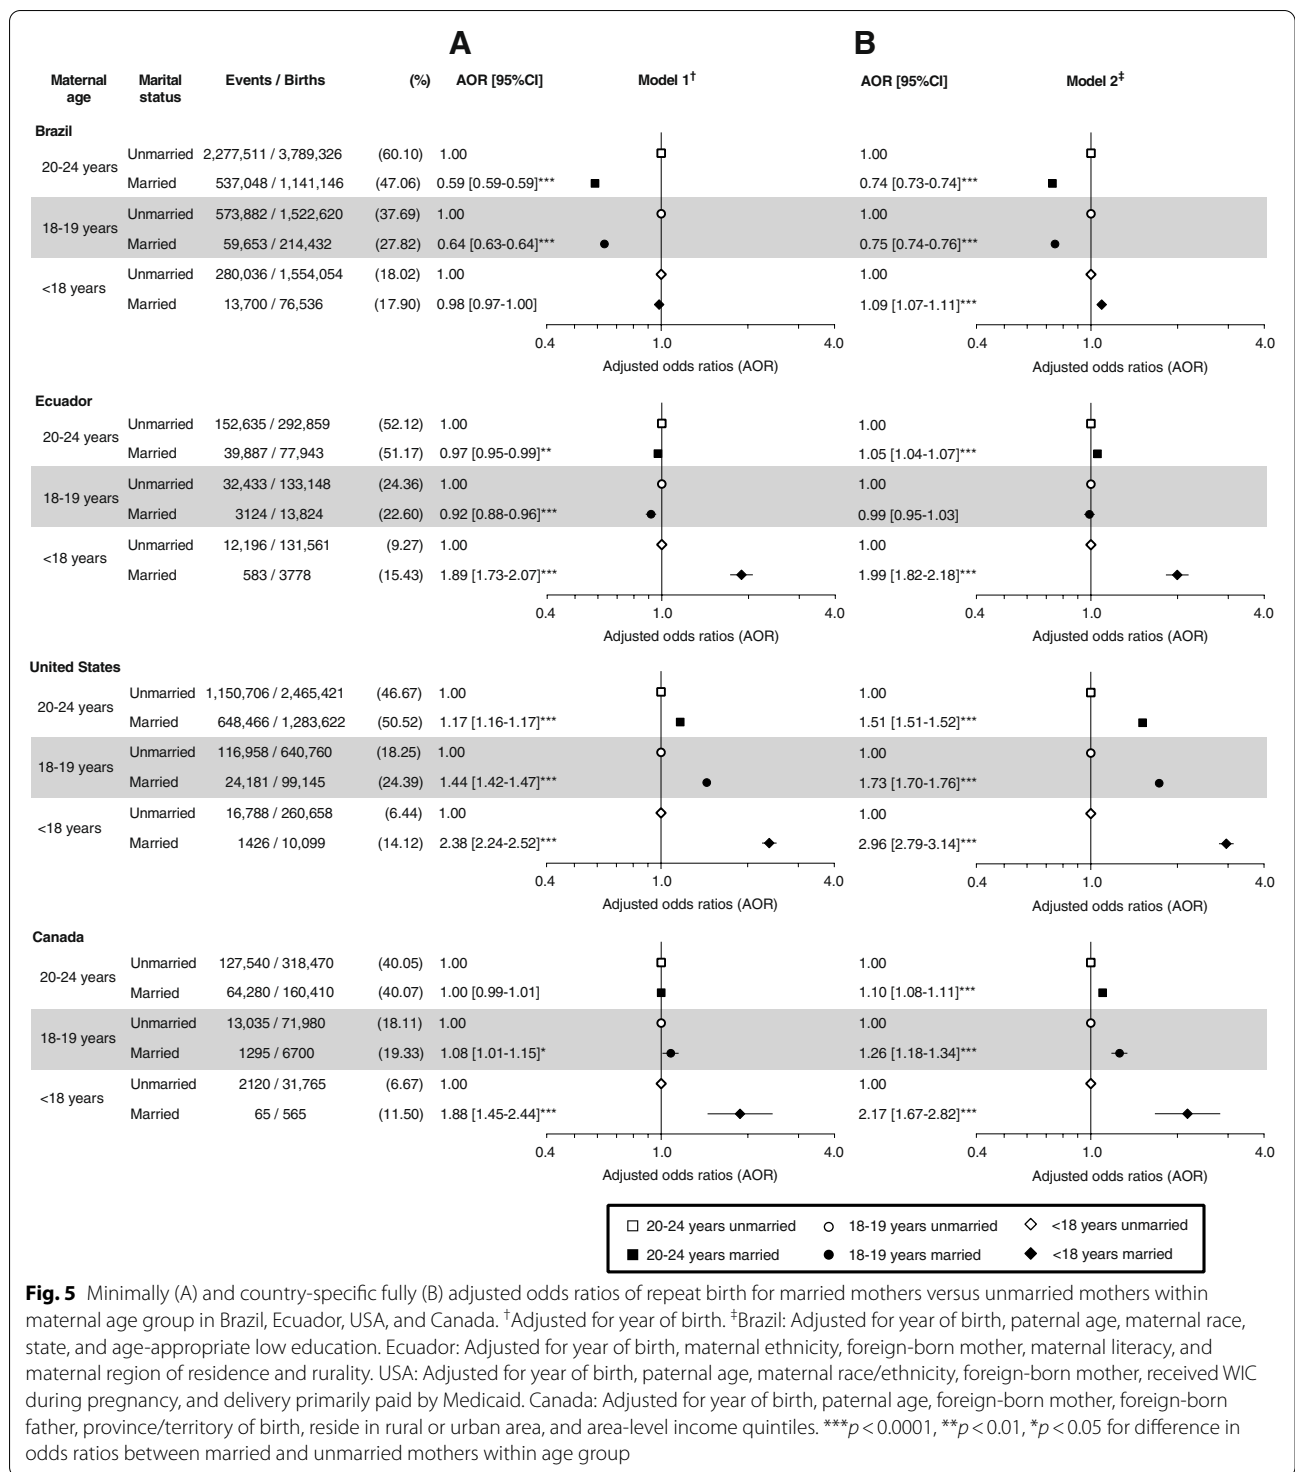 A B
Maternal age Marital status Events / Births (%) AOR [95%CI] Model 1† AOR [95%CI] Model 2‡
Brazil
20-24 years Unmarried 2,277,511 / 3,789,326 (60.10) 1.00 1.00
Married 537,048 / 1,141,146 (47.06) 0.59 [0.59-0.59]*** 0.74 [0.73-0.74]***
18-19 years Unmarried 573,882 / 1,522,620 (37.69) 1.00 1.00
Married 59,653 / 214,432 (27.82) 0.64 [0.63-0.64]*** 0.75 [0.74-0.76]***
<18 years Unmarried 280,036 / 1,554,054 (18.02) 1.00 1.00
Married 13,700 / 76,536 (17.90) 0.98 [0.97-1.00] 1.09 [1.07-1.11]***
0.4 1.0 4.0 0.4 1.0 4.0
Adjusted odds ratios (AOR) Adjusted odds ratios (AOR)
Ecuador
20-24 years Unmarried 152,635 / 292,859 (52.12) 1.00 1.00
Married 39,887 / 77,943 (51.17) 0.97 [0.95-0.99]** 1.05 [1.04-1.07]***
18-19 years Unmarried 32,433 / 133,148 (24.36) 1.00 1.00
Married 3124 / 13,824 (22.60) 0.92 [0.88-0.96]*** 0.99 [0.95-1.03]
<18 years Unmarried 12,196 / 131,561 (9.27) 1.00 1.00
Married 583 / 3778 (15.43) 1.89 [1.73-2.07]*** 1.99 [1.82-2.18]***
0.4 1.0 4.0 0.4 1.0 4.0
Adjusted odds ratios (AOR) Adjusted odds ratios (AOR)
United States
20-24 years Unmarried 1,150,706 / 2,465,421 (46.67) 1.00 1.00
Married 648,466 / 1,283,622 (50.52) 1.17 [1.16-1.17]*** 1.51 [1.51-1.52]***
18-19 years Unmarried 116,958 / 640,760 (18.25) 1.00 1.00
Married 24,181 / 99,145 (24.39) 1.44 [1.42-1.47]*** 1.73 [1.70-1.76]***
<18 years Unmarried 16,788 / 260,658 (6.44) 1.00 1.00
Married 1426 / 10,099 (14.12) 2.38 [2.24-2.52]*** 2.96 [2.79-3.14]***
0.4 1.0 4.0 0.4 1.0 4.0
Adjusted odds ratios (AOR) Adjusted odds ratios (AOR)
Canada
20-24 years Unmarried 127,540 / 318,470 (40.05) 1.00 1.00
Married 64,280 / 160,410 (40.07) 1.00 [0.99-1.01] 1.10 [1.08-1.11]***
18-19 years Unmarried 13,035 / 71,980 (18.11) 1.00 1.00
Married 1295 / 6700 (19.33) 1.08 [1.01-1.15]* 1.26 [1.18-1.34]***
<18 years Unmarried 2120 / 31,765 (6.67) 1.00 1.00
Married 65 / 565 (11.50) 1.88 [1.45-2.44]*** 2.17 [1.67-2.82]***
0.4 1.0 4.0 0.4 1.0 4.0
Adjusted odds ratios (AOR) Adjusted odds ratios (AOR)
20-24 years unmarried 18-19 years unmarried <18 years unmarried
20-24 years married 18-19 years married <18 years married
Fig. 5 Minimally (A) and country-specific fully (B) adjusted odds ratios of repeat birth for married mothers versus unmarried mothers within
maternal age group in Brazil, Ecuador, USA, and Canada. †Adjusted for year of birth. ‡Brazil: Adjusted for year of birth, paternal age, maternal race,
state, and age-appropriate low education. Ecuador: Adjusted for year of birth, maternal ethnicity, foreign-born mother, maternal literacy, and
maternal region of residence and rurality. USA: Adjusted for year of birth, paternal age, maternal race/ethnicity, foreign-born mother, received WIC
during pregnancy, and delivery primarily paid by Medicaid. Canada: Adjusted for year of birth, paternal age, foreign-born mother, foreign-born
father, province/territory of birth, reside in rural or urban area, and area-level income quintiles. ***p < 0.0001, **p < 0.01, *p < 0.05 for difference in
odds ratios between married and unmarried mothers within age group